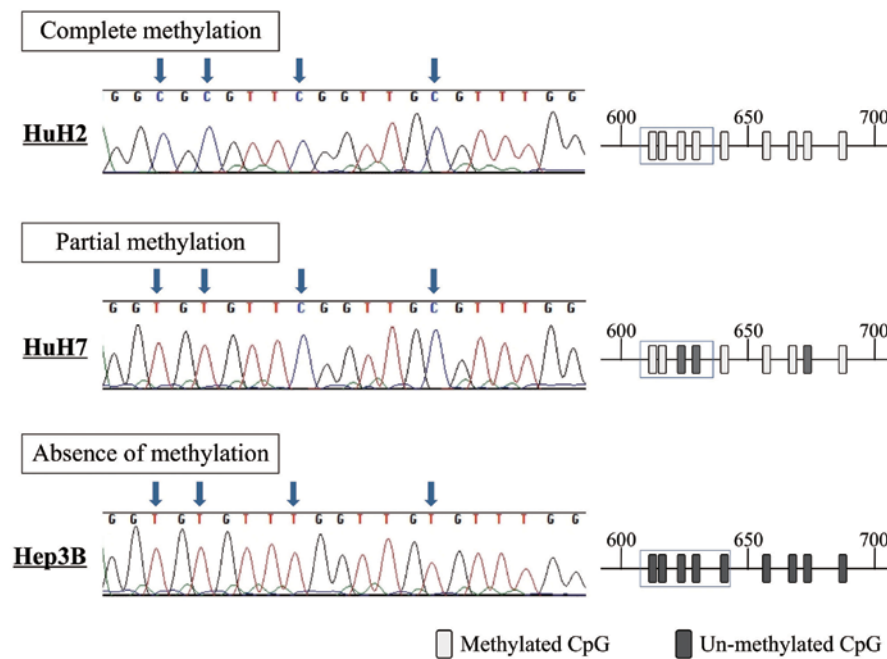 Complete methylation
G G C G C G T T C G G T T G C G T T T G G
HuH2
600 650 700
Partial methylation
G G T G T G T T C G G T T G C G T T T G G
HuH7
600 650 700
Absence of methylation
G G T G T G T T T G G T T G T G T T T G G
Hep3B
600 650 700
Methylated CpG Un-methylated CpG